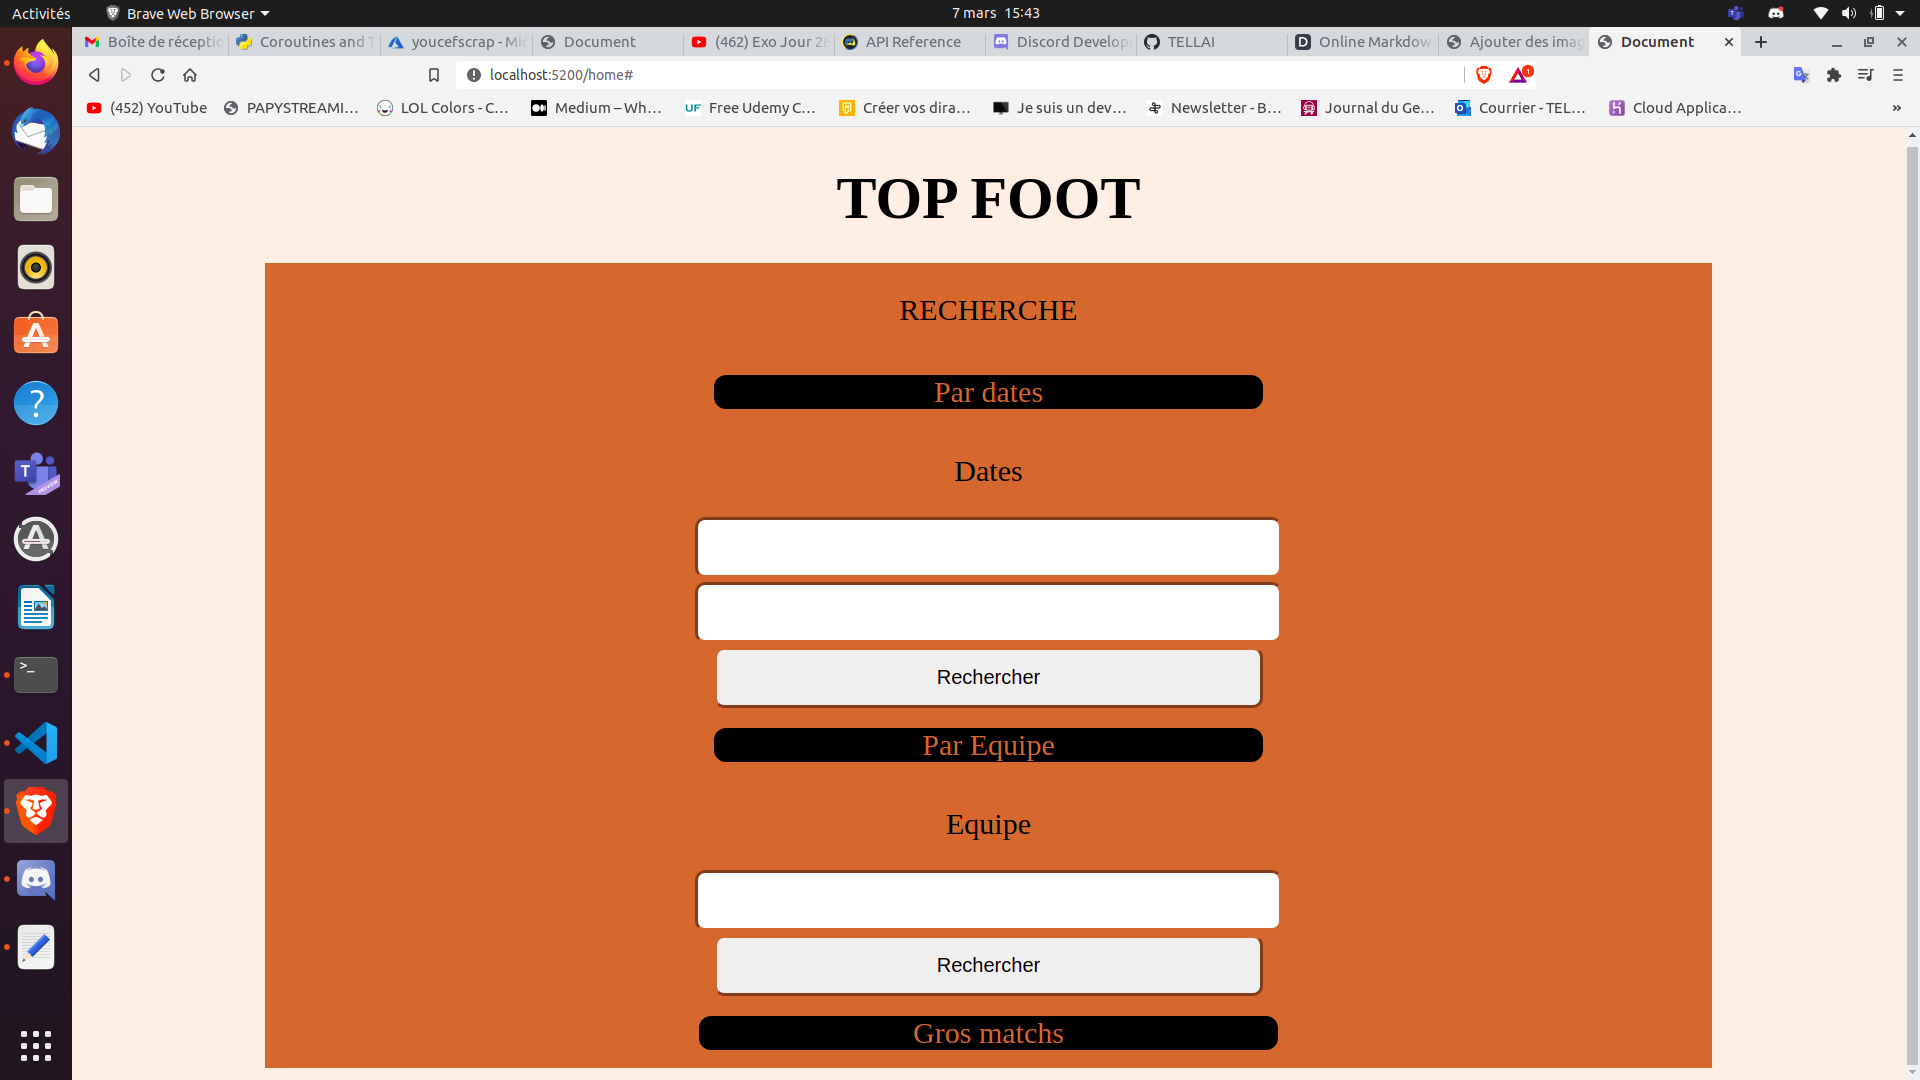 Activités Brave Web Browser 7 mars 15:43
Boîte de réceptio Coroutines and T youcefscrap - Mic Document (462) Exo Jour 28 API Reference Discord Develop TELLAI Online Markdow Ajouter des imag Document
localhost:5200/home# 1
(452) YouTube PAPYSTREAMI… LOL Colors - C… Medium – Wh… UF Free Udemy C… Créer vos dira… Je suis un dev… Newsletter - B… Journal du Ge… Courrier - TEL… Cloud Applica… »
TOP FOOT
RECHERCHE
Par dates
Dates
Rechercher
Par Equipe
Equipe
Rechercher
Gros matchs